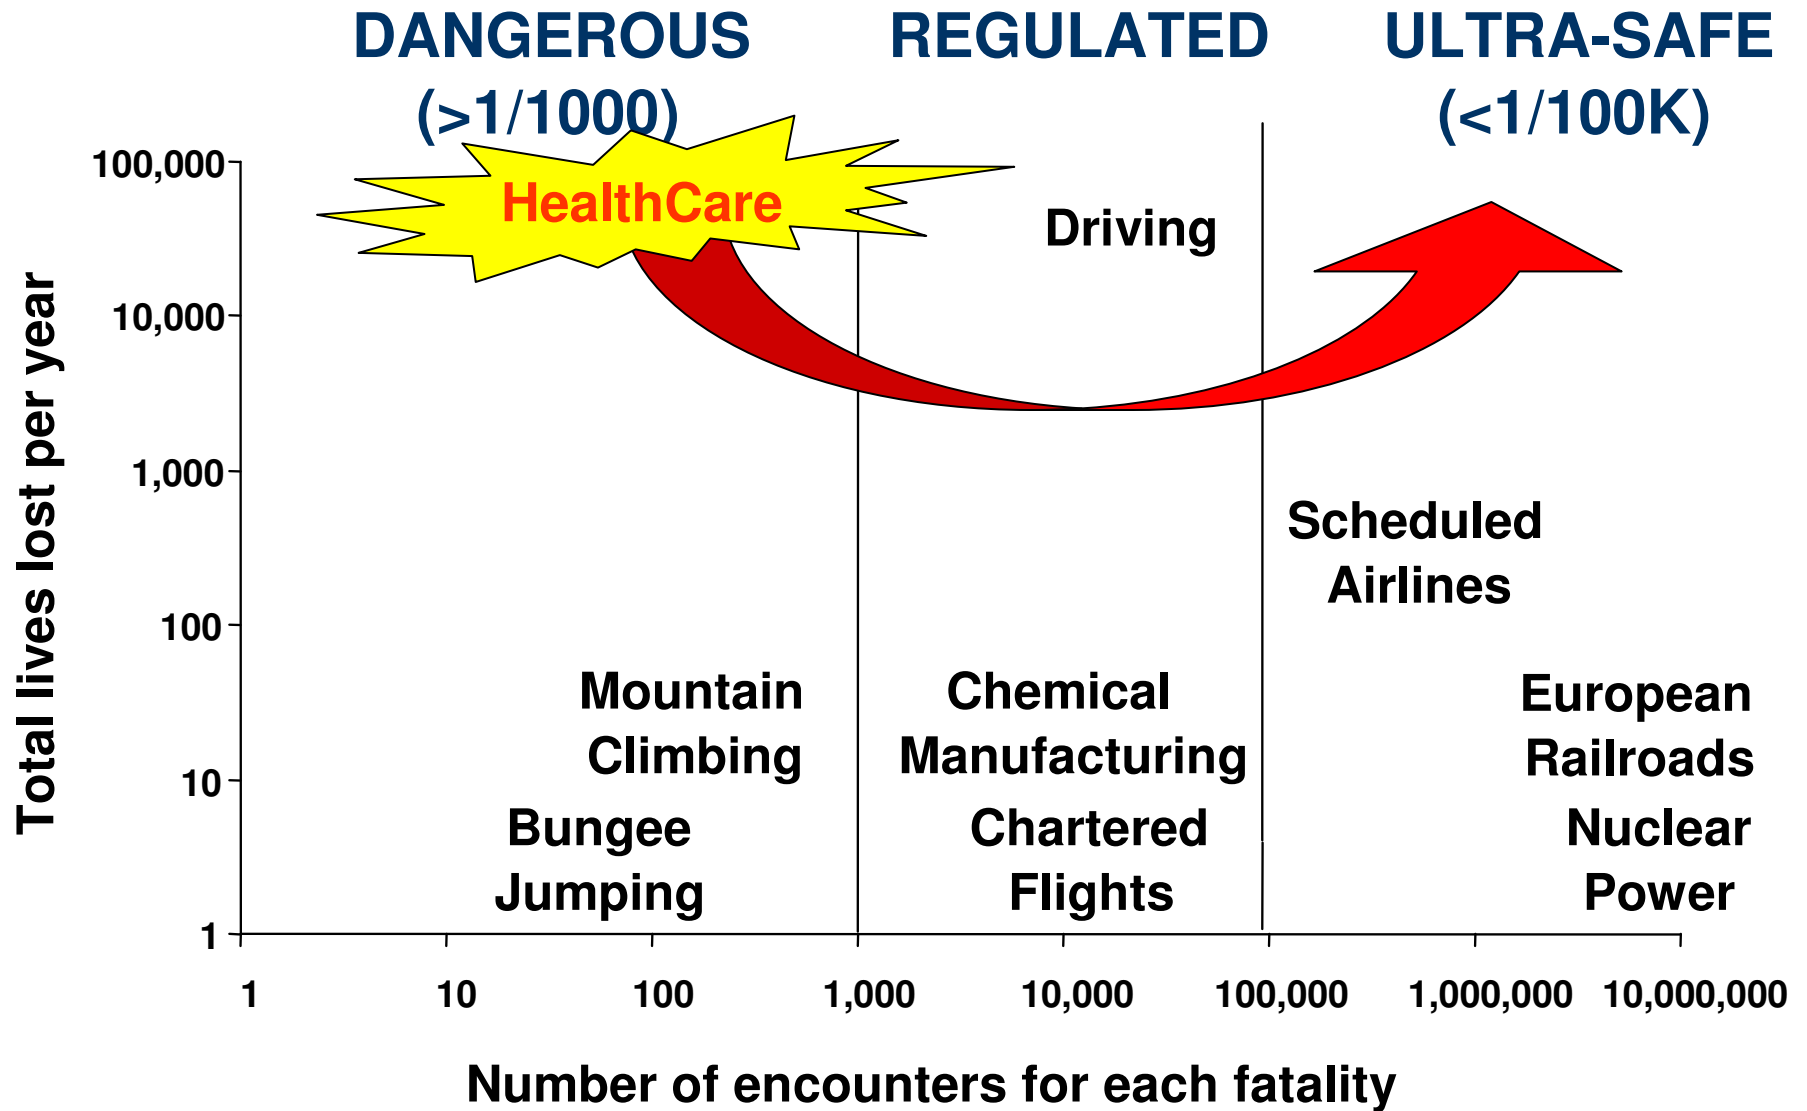 DANGEROUS
(>1/1000)
REGULATED
ULTRA-SAFE
(<1/100K)
Total lives lost per year
100,000
10,000
1,000
100
10
1
HealthCare
Driving
Scheduled
Airlines
Mountain
Climbing
Bungee
Jumping
Chemical
Manufacturing
Chartered
Flights
European
Railroads
Nuclear
Power
1 10 100 1,000 10,000 100,000 1,000,000 10,000,000
Number of encounters for each fatality